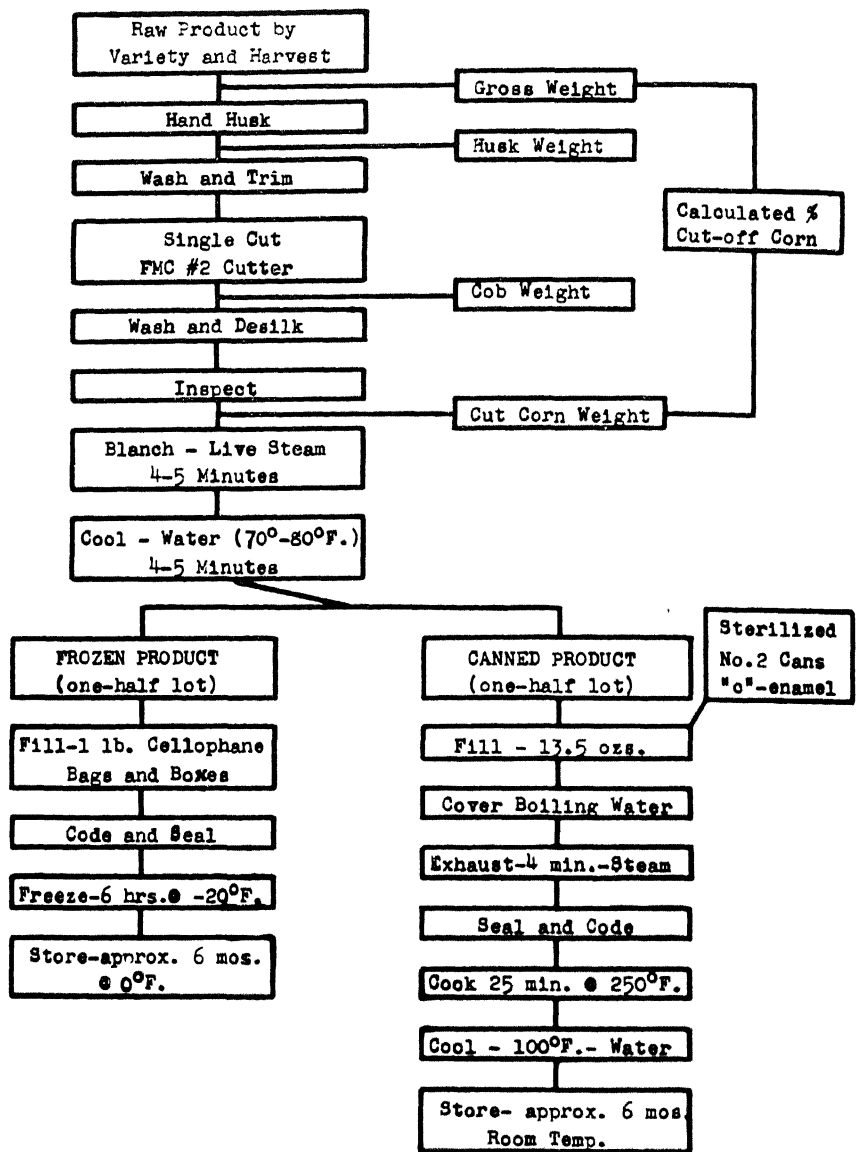 Raw Product by
Variety and Harvest
Gross Weight
Hand Husk
Husk Weight
Wash and Trim
Calculated %
Cut-off Corn
Single Cut
FMC #2 Cutter
Cob Weight
Wash and Desilk
Inspect
Cut Corn Weight
Blanch - Live Steam
4-5 Minutes
Cool - Water (70°-80°F.)
4-5 Minutes
FROZEN PRODUCT
(one-half lot)
Fill-1 lb. Cellophane
Bags and Boxes
Code and Seal
Freeze-6 hrs.@ -20°F.
Store-approx. 6 mos.
@ 0°F.
CANNED PRODUCT
(one-half lot)
Sterilized
No.2 Cans
"c"-enamel
Fill - 13.5 ozs.
Cover Boiling Water
Exhaust-4 min.-Steam
Seal and Code
Cook 25 min. @ 250°F.
Cool - 100°F.- Water
Store- approx. 6 mos.
Room Temp.